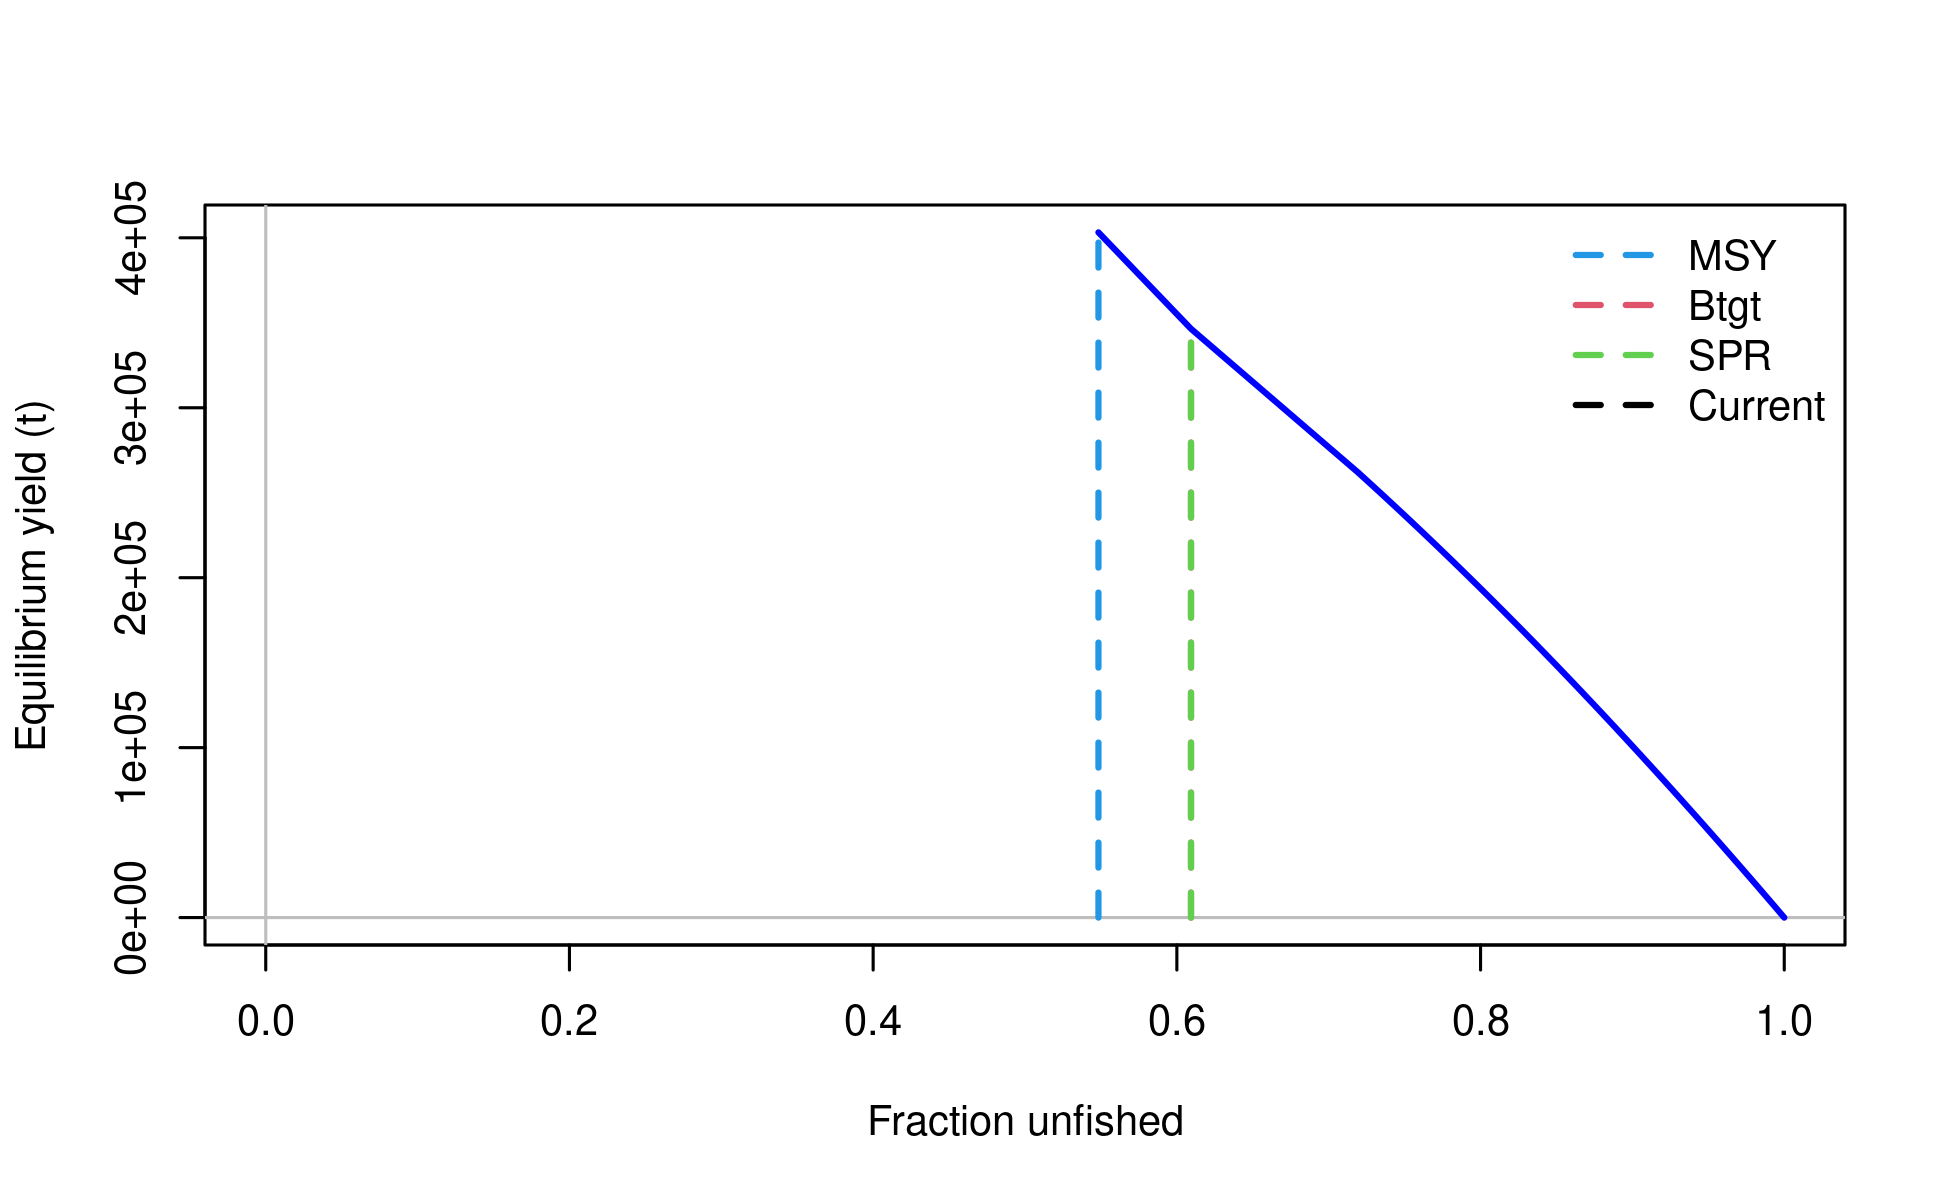 Equilibrium yield (t)
4e+05
3e+05
2e+05
1e+05
0e+00
MSY
Btgt
SPR
Current
0.0 0.2 0.4 0.6 0.8 1.0
Fraction unfished